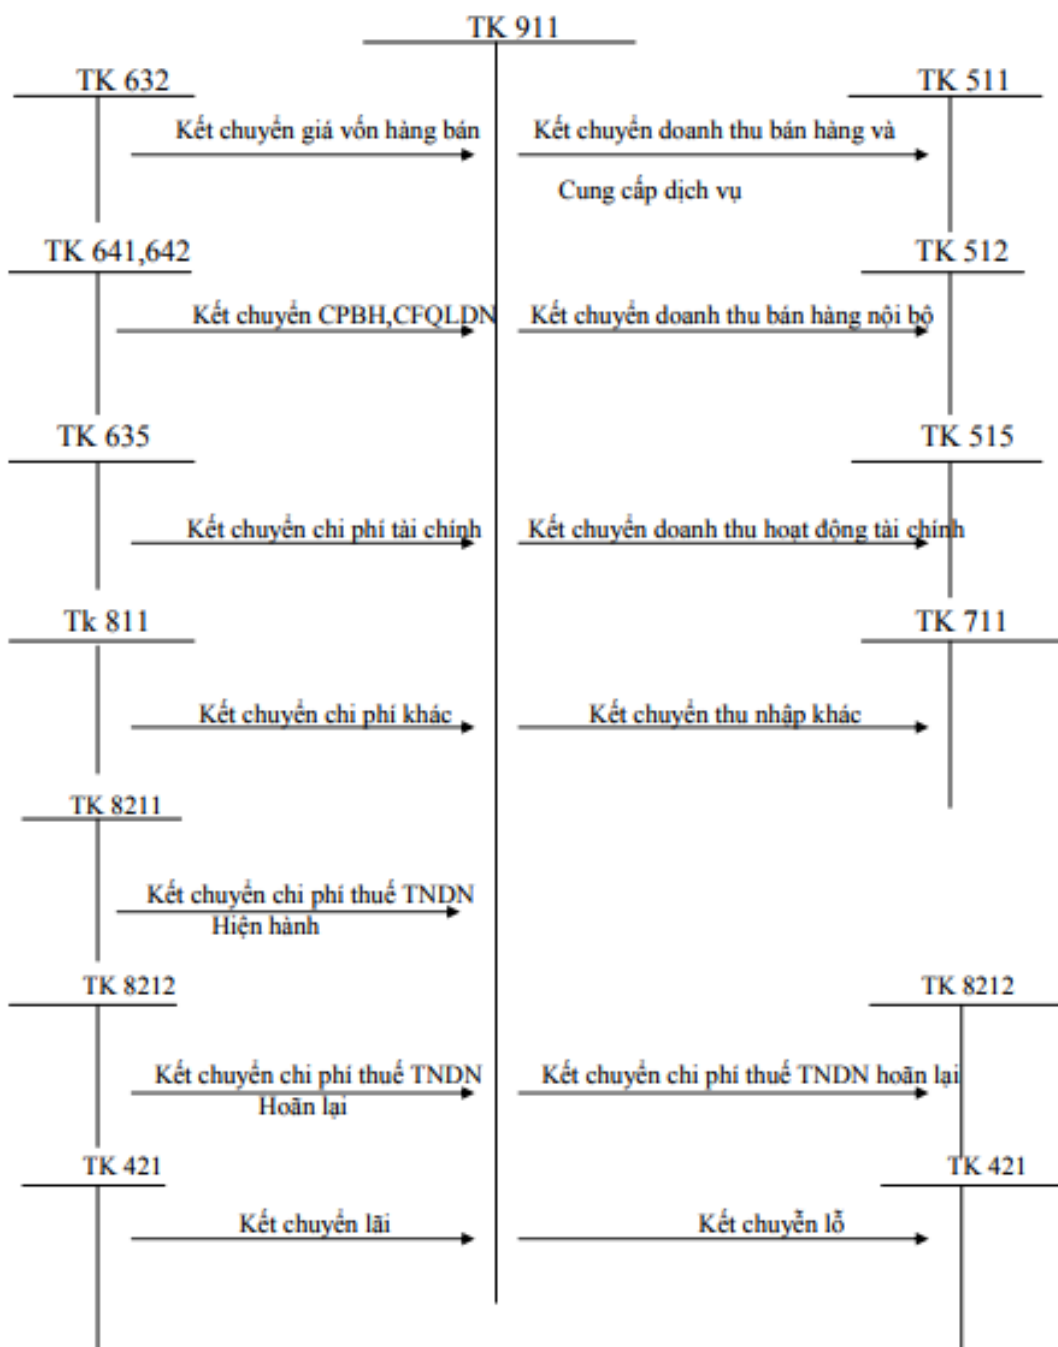 TK 911
TK 632
TK 511
Kết chuyển giá vốn hàng bán
Kết chuyển doanh thu bán hàng và
Cung cấp dịch vụ
TK 641,642
TK 512
Kết chuyển CPBH,CFQLDN
Kết chuyển doanh thu bán hàng nội bộ
TK 635
TK 515
Kết chuyển chi phí tài chính
Kết chuyển doanh thu hoạt động tài chính
Tk 811
TK 711
Kết chuyển chi phí khác
Kết chuyển thu nhập khác
TK 8211
Kết chuyển chi phí thuế TNDN
Hiện hành
TK 8212
TK 8212
Kết chuyển chi phí thuế TNDN
Hoãn lại
Kết chuyển chi phí thuế TNDN hoãn lại
TK 421
TK 421
Kết chuyển lãi
Kết chuyễn lỗ